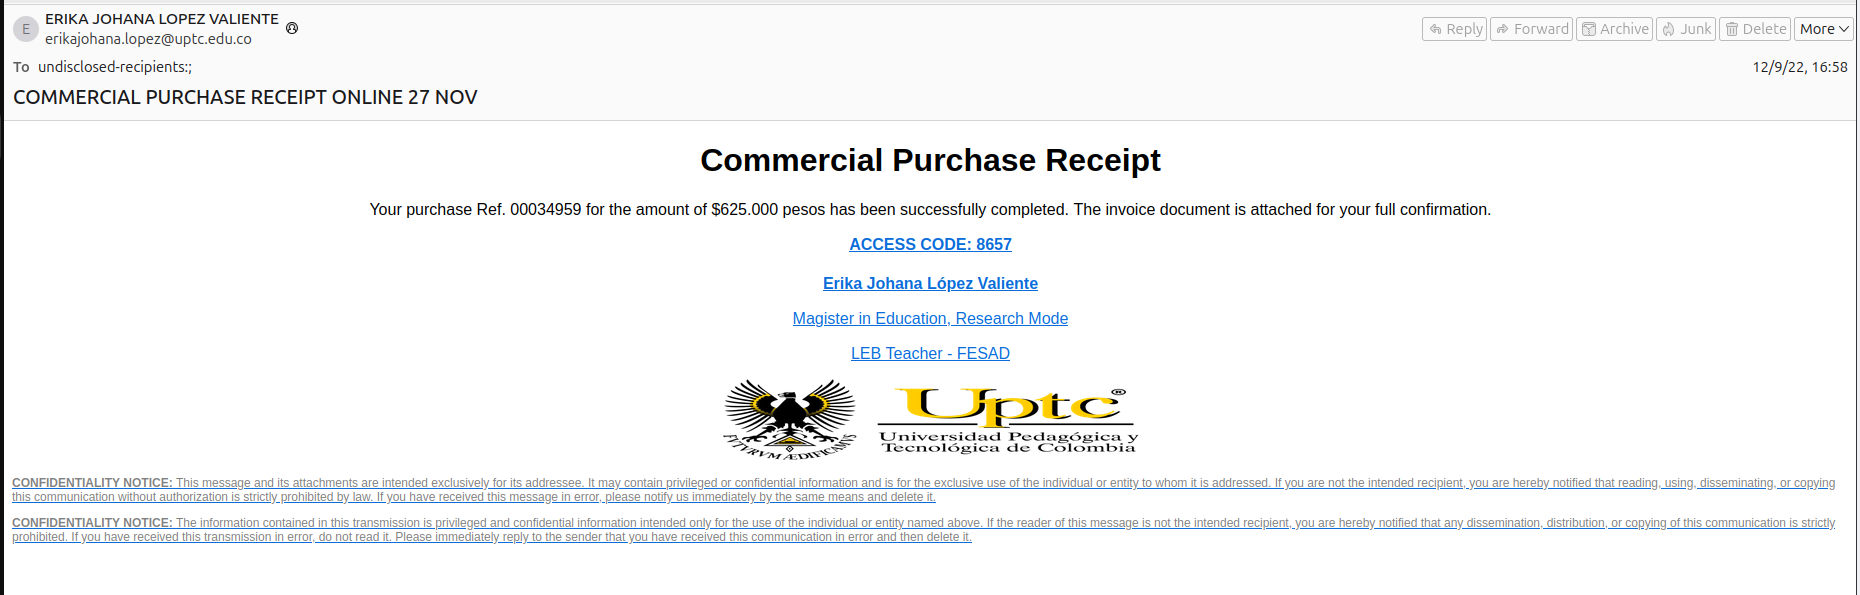 E
ERIKA JOHANA LOPEZ VALIENTE
erikajohana.lopez@uptc.edu.co
Reply
Forward
Archive
Junk
Delete
More
To undisclosed-recipients:;
12/9/22, 16:58
COMMERCIAL PURCHASE RECEIPT ONLINE 27 NOV
Commercial Purchase Receipt
Your purchase Ref. 00034959 for the amount of $625.000 pesos has been successfully completed. The invoice document is attached for your full confirmation.
ACCESS CODE: 8657
Erika Johana López Valiente
Magister in Education, Research Mode
LEB Teacher - FESAD
FVTVRVM ÆDIFICAMVS
Uptc®
Universidad Pedagógica y
Tecnológica de Colombia
CONFIDENTIALITY NOTICE: This message and its attachments are intended exclusively for its addressee. It may contain privileged or confidential information and is for the exclusive use of the individual or entity to whom it is addressed. If you are not the intended recipient, you are hereby notified that reading, using, disseminating, or copying
this communication without authorization is strictly prohibited by law. If you have received this message in error, please notify us immediately by the same means and delete it.
CONFIDENTIALITY NOTICE: The information contained in this transmission is privileged and confidential information intended only for the use of the individual or entity named above. If the reader of this message is not the intended recipient, you are hereby notified that any dissemination, distribution, or copying of this communication is strictly
prohibited. If you have received this transmission in error, do not read it. Please immediately reply to the sender that you have received this communication in error and then delete it.